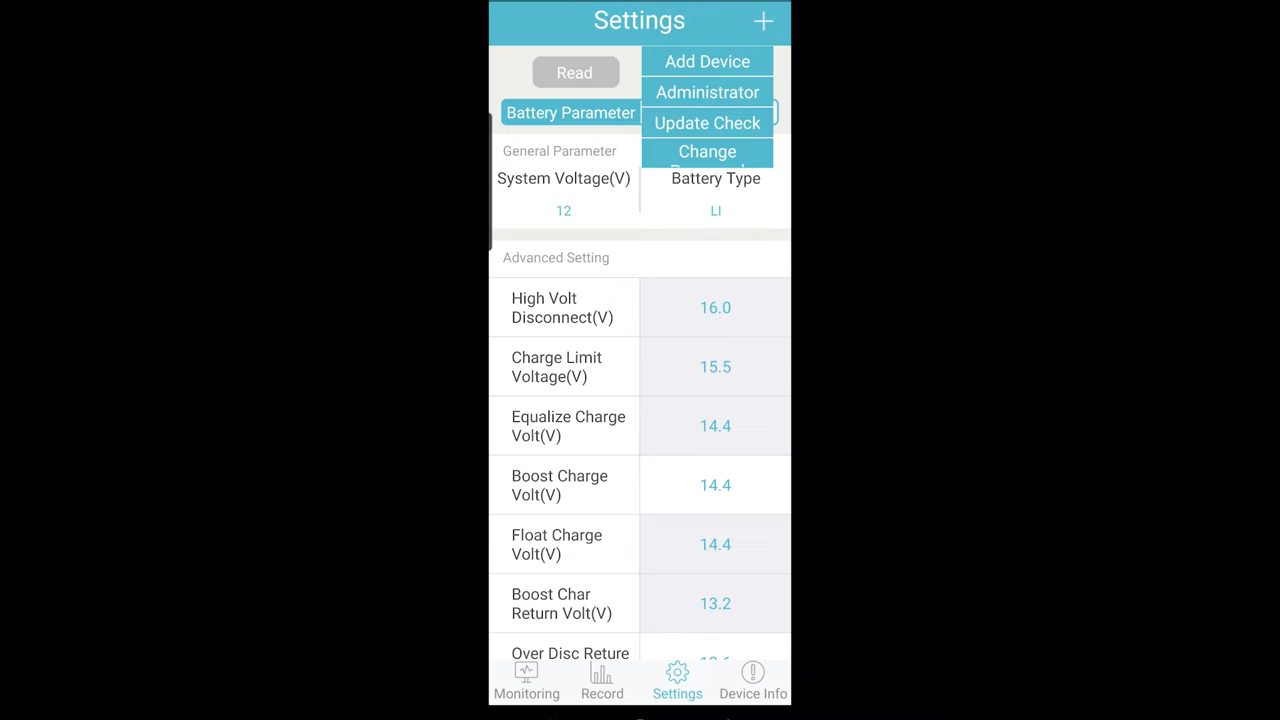 Settings
Read
Add Device
Administrator
Update Check
Change
Battery Parameter
General Parameter
System Voltage(V)
Battery Type
12
LI
Advanced Setting
High Volt
Disconnect(V)
16.0
Charge Limit
Voltage(V)
15.5
Equalize Charge
Volt(V)
14.4
Boost Charge
Volt(V)
14.4
Float Charge
Volt(V)
14.4
Boost Char
Return Volt(V)
13.2
Over Disc Reture
Monitoring
Record
Settings
Device Info